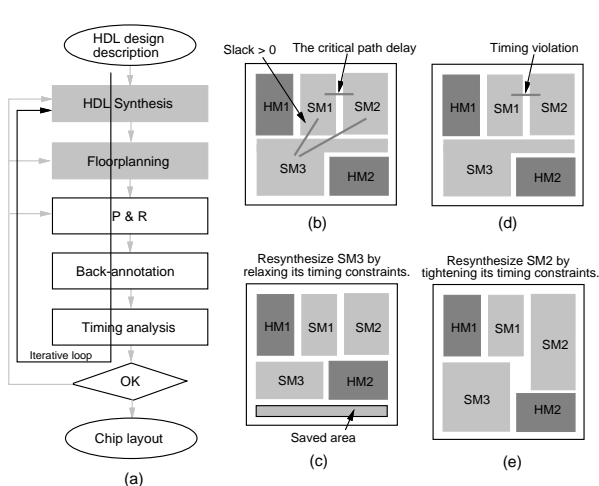 HDL design
description
HDL Synthesis
Floorplanning
P & R
Back-annotation
Timing analysis
Iterative loop
OK
Chip layout
(a)
Slack > 0
The critical path delay
HM1
SM1
SM2
SM3
HM2
(b)
Timing violation
HM1
SM1
SM2
SM3
HM2
(d)
Resynthesize SM3 by
relaxing its timing constraints.
HM1
SM1
SM2
SM3
HM2
Saved area
(c)
Resynthesize SM2 by
tightening its timing constraints.
HM1
SM1
SM2
SM3
HM2
(e)